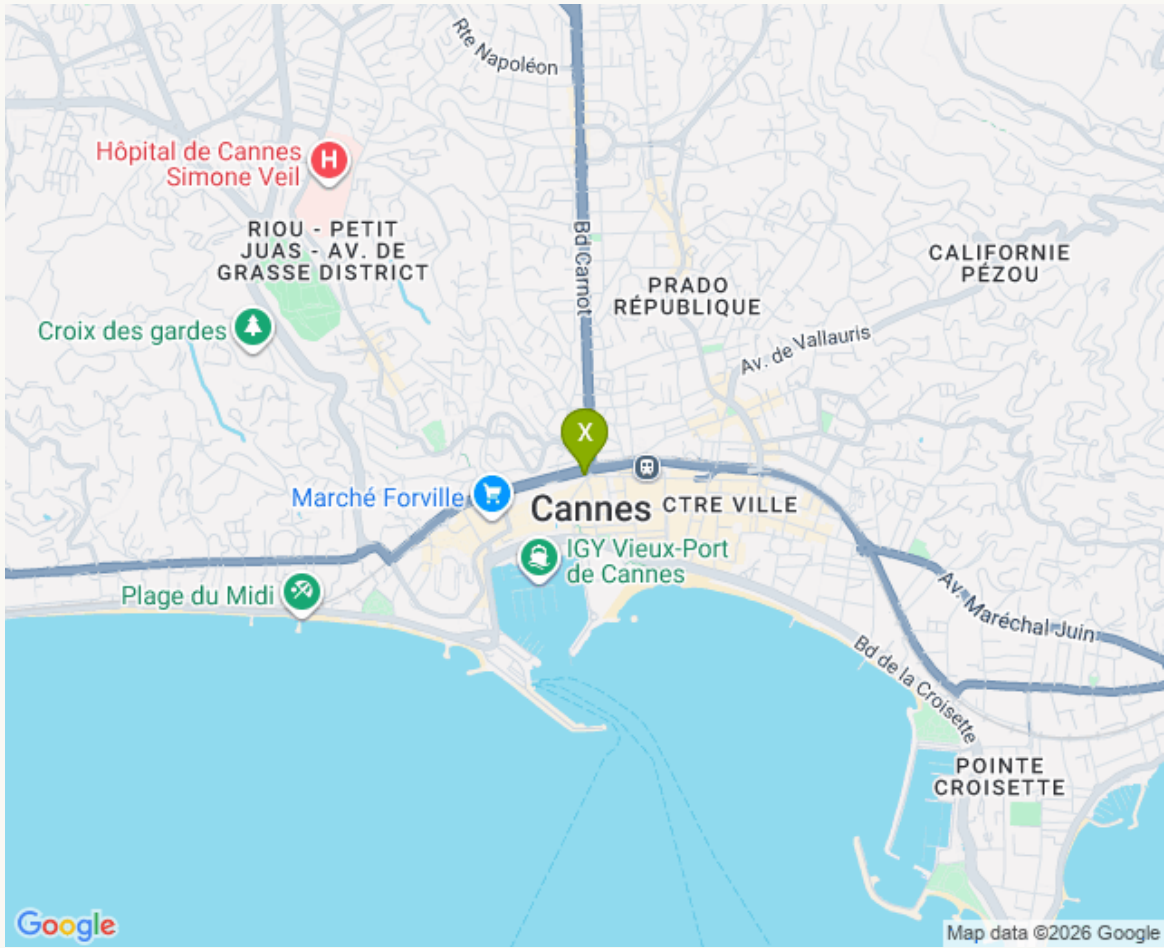 Rte Napoléon
Hôpital de Cannes
Simone Veil
H
RIOU - PETIT
JUAS - AV. DE
GRASSE DISTRICT
Bd Carnot
CALIFORNIE
PÉZOU
PRADO
RÉPUBLIQUE
Croix des gardes
Av. de Vallauris
X
Marché Forville
Cannes
CTRE VILLE
IGY Vieux-Port
de Cannes
Plage du Midi
Av. Maréchal Juin
Bd de la Croisette
POINTE
CROISETTE
Google
Map data ©2026 Google